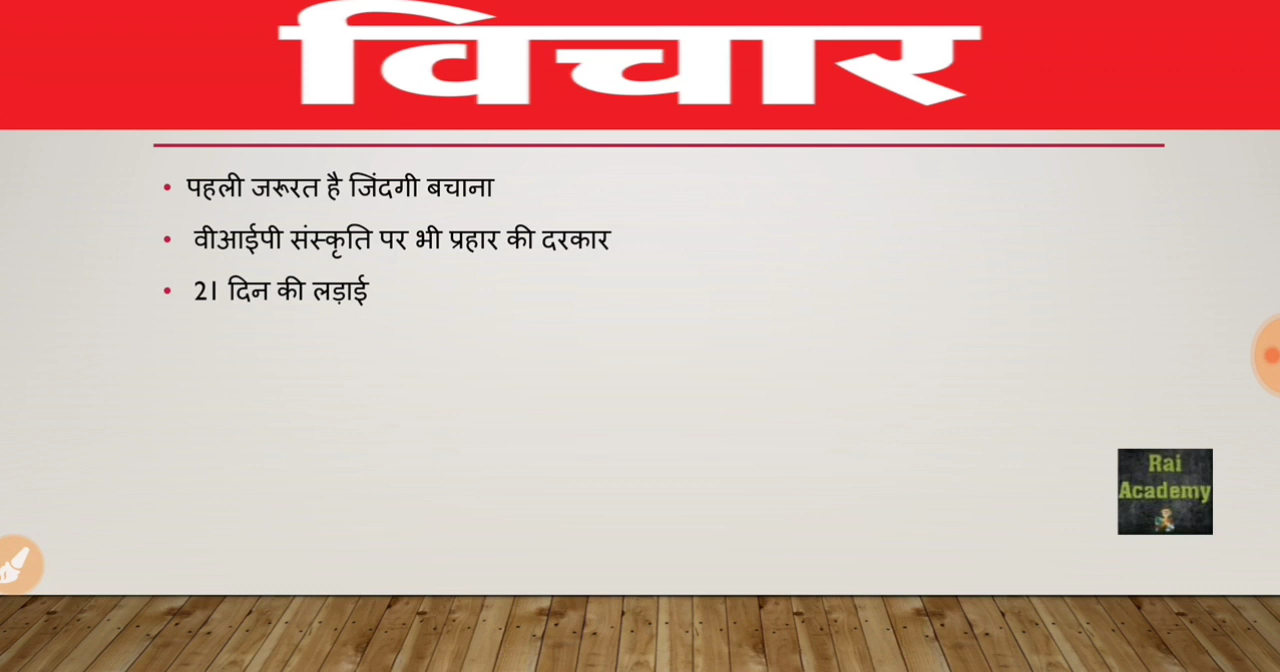 विचार
• पहली जरूरत है जिंदगी बचाना
• वीआईपी संस्कृति पर भी प्रहार की दरकार
• 21 दिन की लड़ाई
Rai
Academy